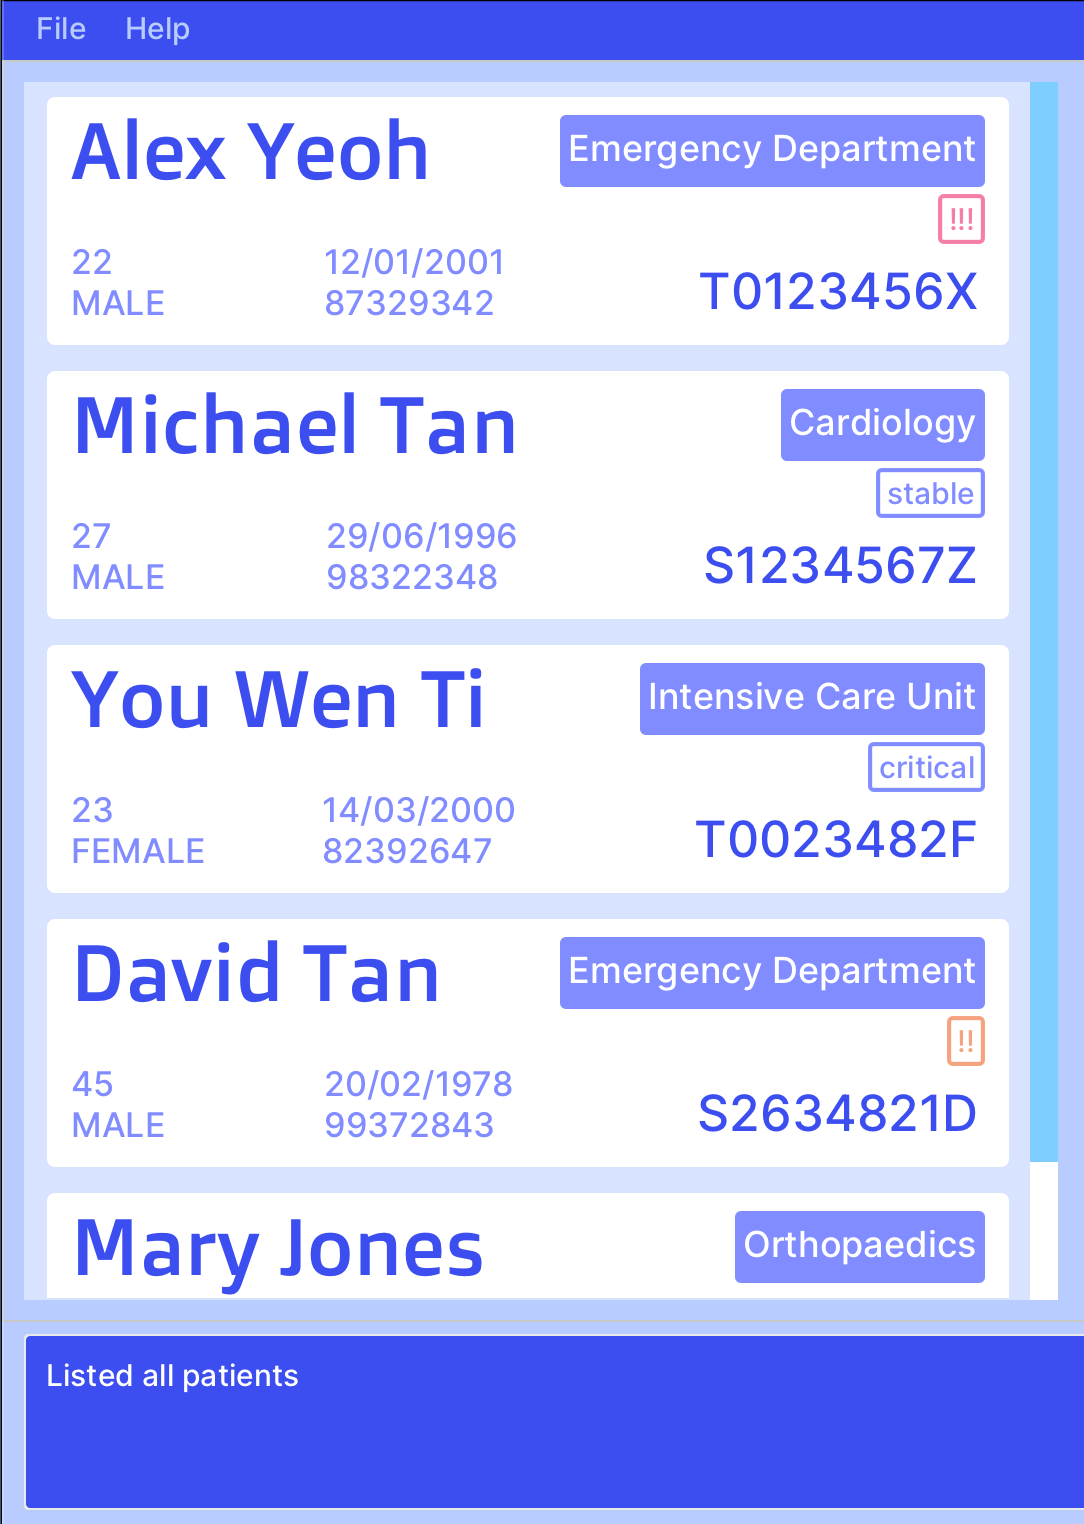 File Help
Alex Yeoh
Emergency Department
!!!
22 12/01/2001
MALE 87329342
T0123456X
Michael Tan
Cardiology
stable
27 29/06/1996
MALE 98322348
S1234567Z
You Wen Ti
Intensive Care Unit
critical
23 14/03/2000
FEMALE 82392647
T0023482F
David Tan
Emergency Department
!!
45 20/02/1978
MALE 99372843
S2634821D
Mary Jones
Orthopaedics
Listed all patients